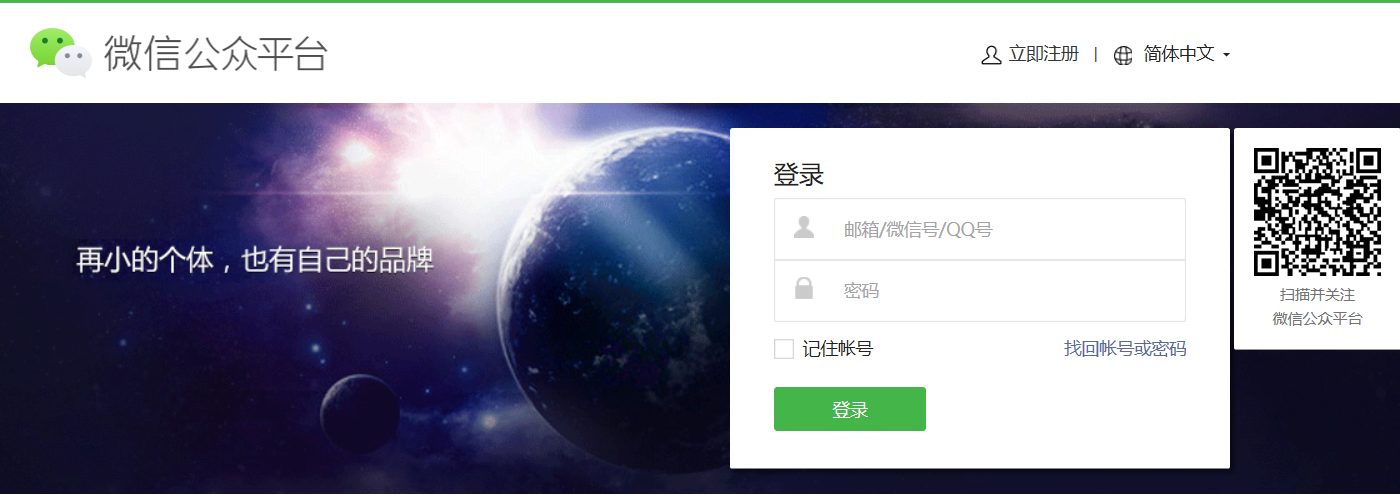 微信公众平台
立即注册 | 简体中文
登录
邮箱/微信号/QQ号
再小的个体，也有自己的品牌
密码
扫描并关注
微信公众平台
记住帐号 找回帐号或密码
登录